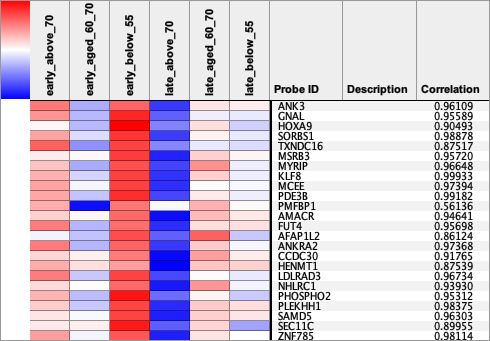 early_above_70
early_aged_60_70
early_below_55
late_above_70
late_aged_60_70
late_below_55
Probe ID Description Correlation
ANK3 0.96109
GNAL 0.95589
HOXA9 0.90493
SORBS1 0.98878
TXNDC16 0.87517
MSRB3 0.95720
MYRIP 0.96648
KLF8 0.99933
MCEE 0.97394
PDE3B 0.99182
PMFBP1 0.56136
AMACR 0.94641
FUT4 0.95698
AFAP1L2 0.86124
ANKRA2 0.97368
CCDC30 0.91765
HENMT1 0.87539
LDLRAD3 0.96734
NHLRC1 0.93930
PHOSPHO2 0.95312
PLEKHH1 0.98375
SAMD5 0.96303
SEC11C 0.89955
ZNF785 0.98114